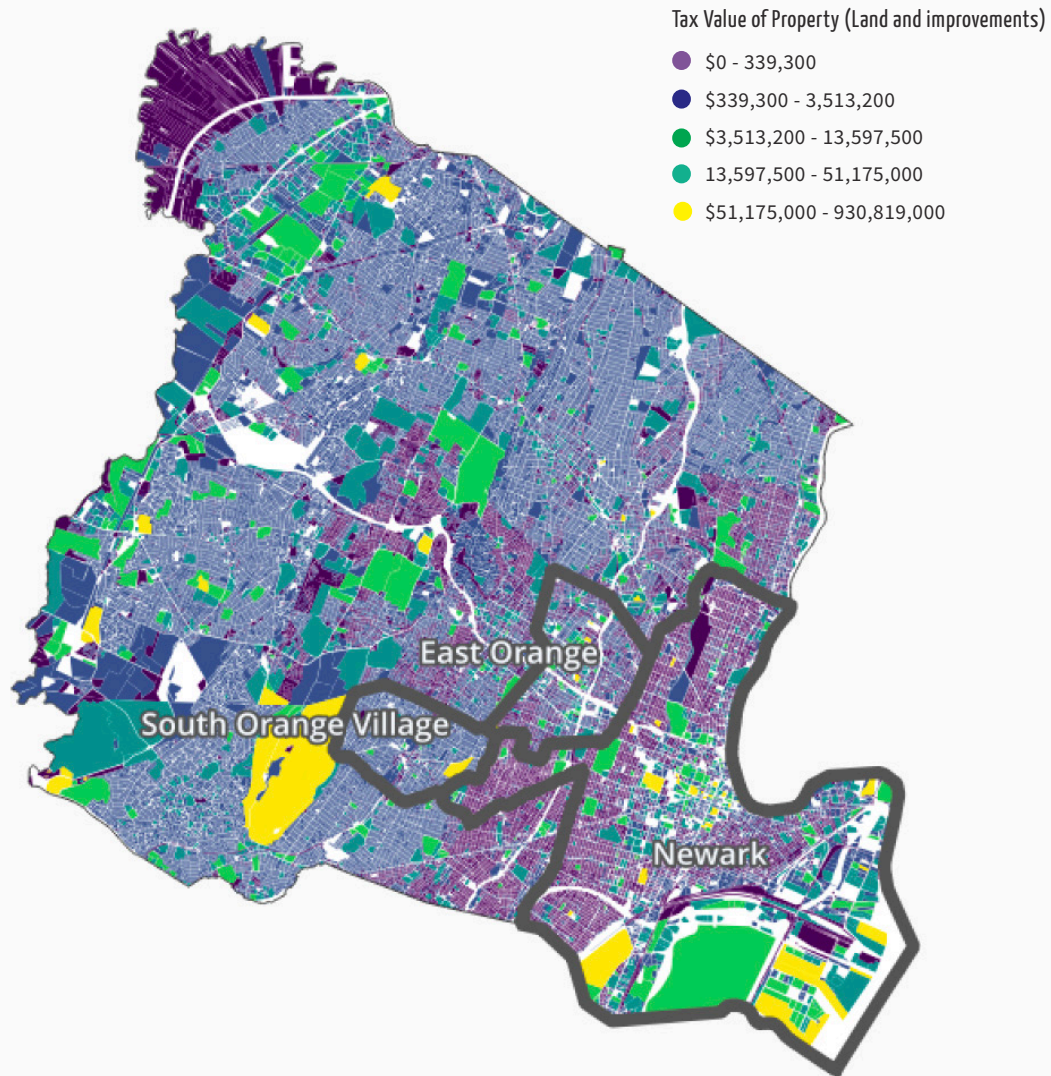 Tax Value of Property (Land and improvements)
$0 - 339,300
$339,300 - 3,513,200
$3,513,200 - 13,597,500
13,597,500 - 51,175,000
$51,175,000 - 930,819,000
East Orange
South Orange Village
Newark